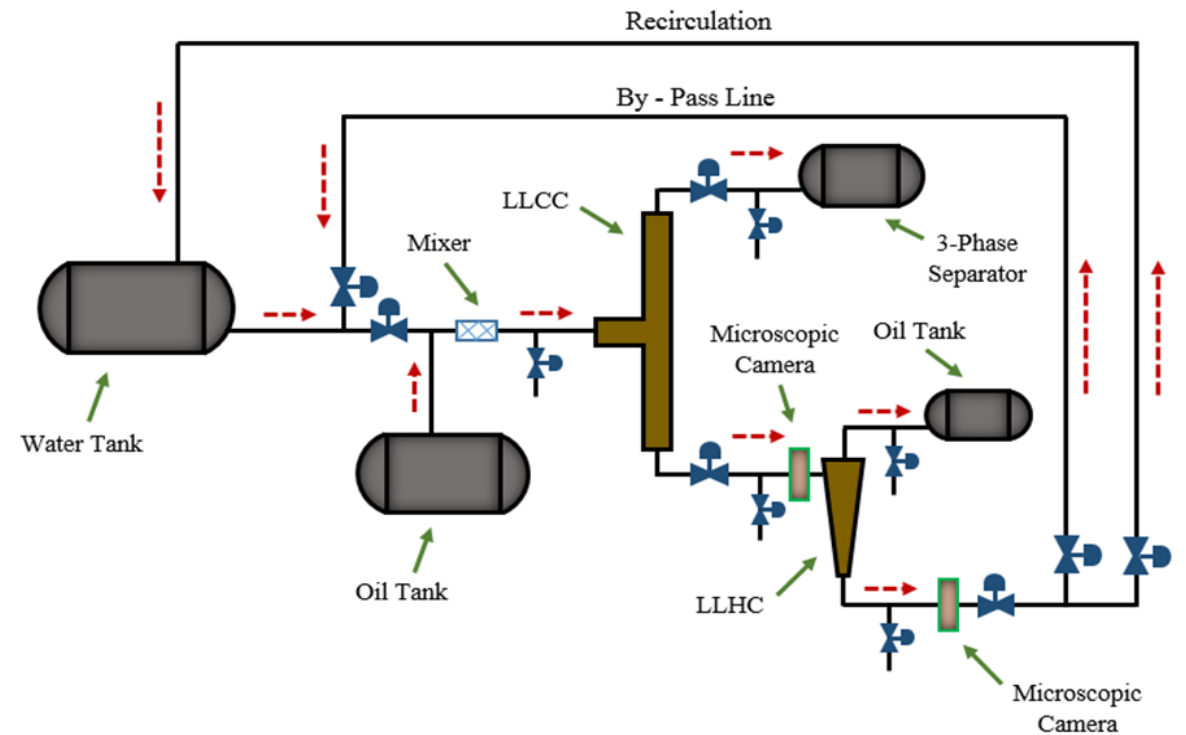 Recirculation
By - Pass Line
LLCC
Mixer
3-Phase
Separator
Microscopic
Camera
Oil Tank
Water Tank
Oil Tank
LLHC
Microscopic
Camera